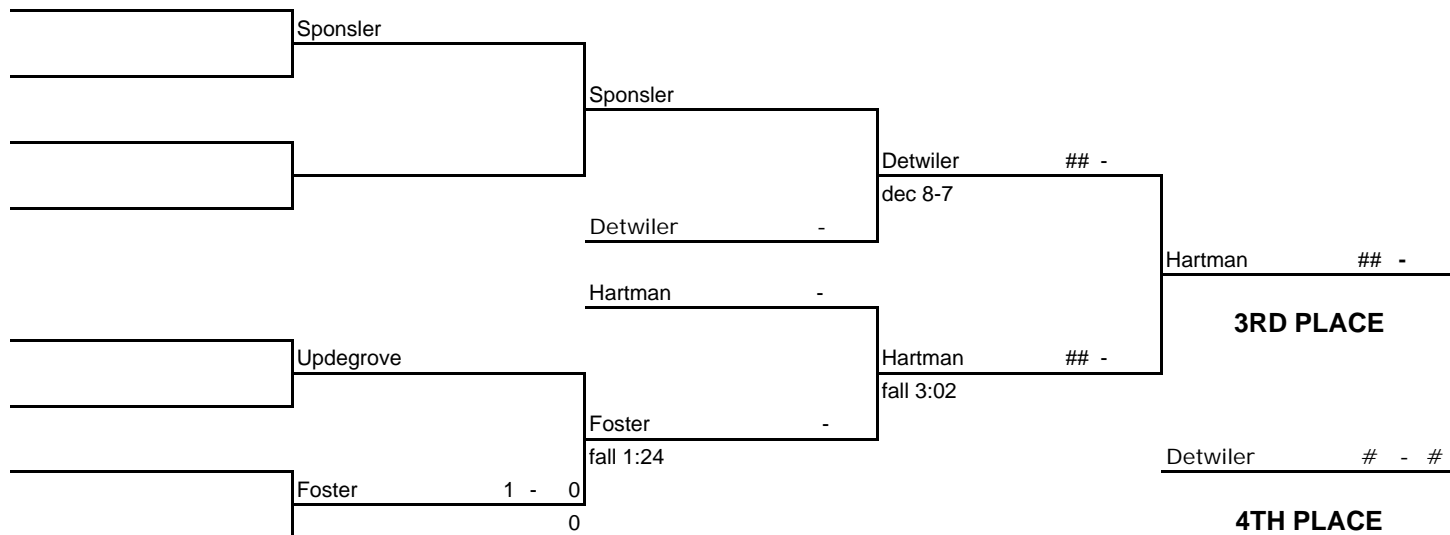 Sponsler
Sponsler
Detwiler ## -
dec 8-7
Detwiler -
Hartman ## -
Hartman -
3RD PLACE
Updegrove
Hartman ## -
fall 3:02
Foster -
fall 1:24
Detwiler # - #
Foster 1 - 0
0
4TH PLACE